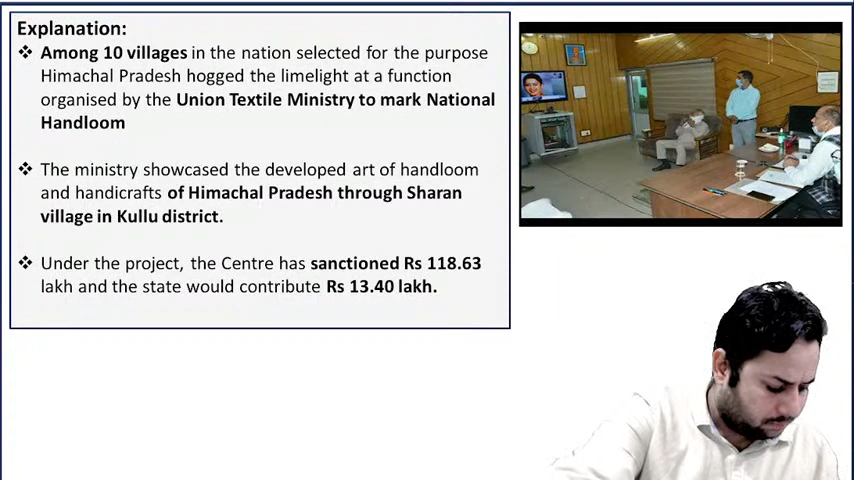 Explanation:
❖ Among 10 villages in the nation selected for the purpose
Himachal Pradesh hogged the limelight at a function
organised by the Union Textile Ministry to mark National
Handloom
❖ The ministry showcased the developed art of handloom
and handicrafts of Himachal Pradesh through Sharan
village in Kullu district.
❖ Under the project, the Centre has sanctioned Rs 118.63
lakh and the state would contribute Rs 13.40 lakh.